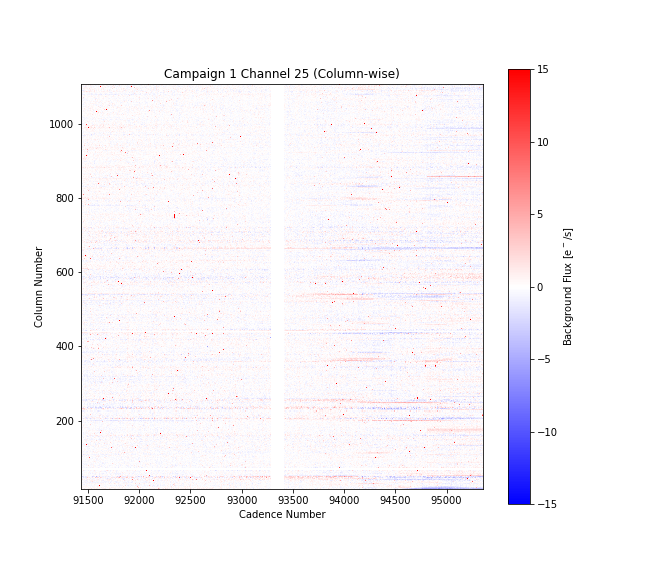 Campaign 1 Channel 25 (Column-wise)
1000
800
600
400
200
Column Number
91500 92000 92500 93000 93500 94000 94500 95000
Cadence Number
15
10
5
0
−5
−10
−15
Background Flux [e⁻/s]